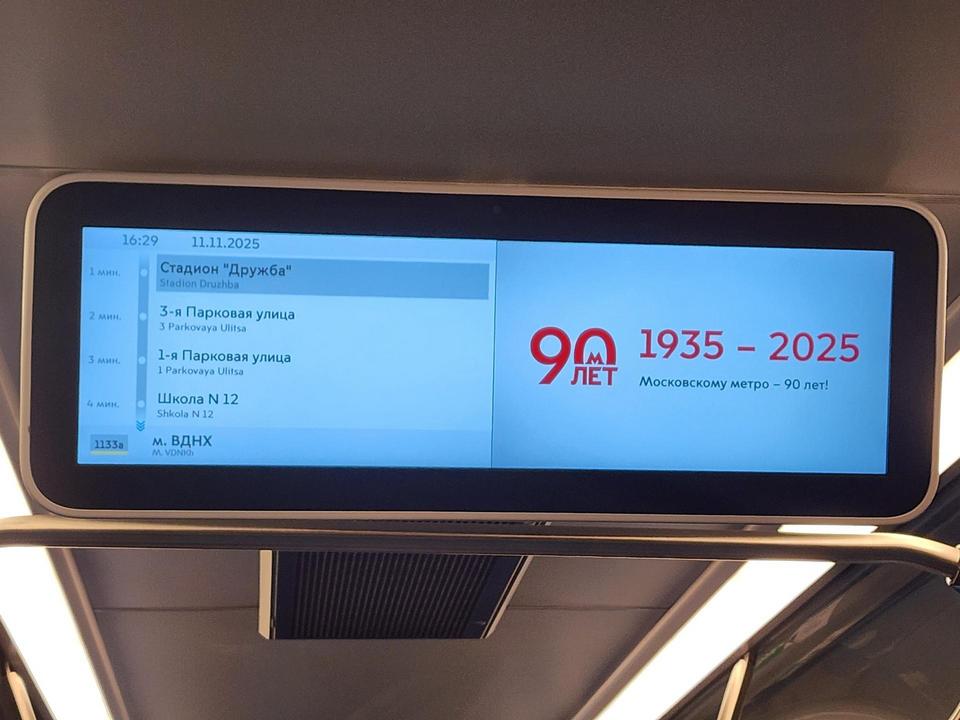 16:29 11.11.2025
1 мин. Стадион "Дружба"
Stadion Druzhba
2 мин. 3-я Парковая улица
3 Parkovaya Ulitsa
3 мин. 1-я Парковая улица
1 Parkovaya Ulitsa
4 мин. Школа N 12
Shkola N 12
1133а м. ВДНХ
M. VDNKh
90 ЛЕТ
М
1935 – 2025
Московскому метро – 90 лет!